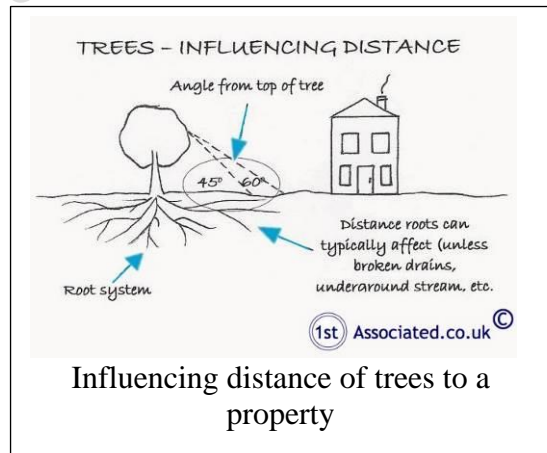 TREES – INFLUENCING DISTANCE
Angle from top of tree
45° 60°
Distance roots can
typically affect (unless
broken drains,
underground stream, etc.
Root system
1st Associated.co.uk ©
Influencing distance of trees to a
property